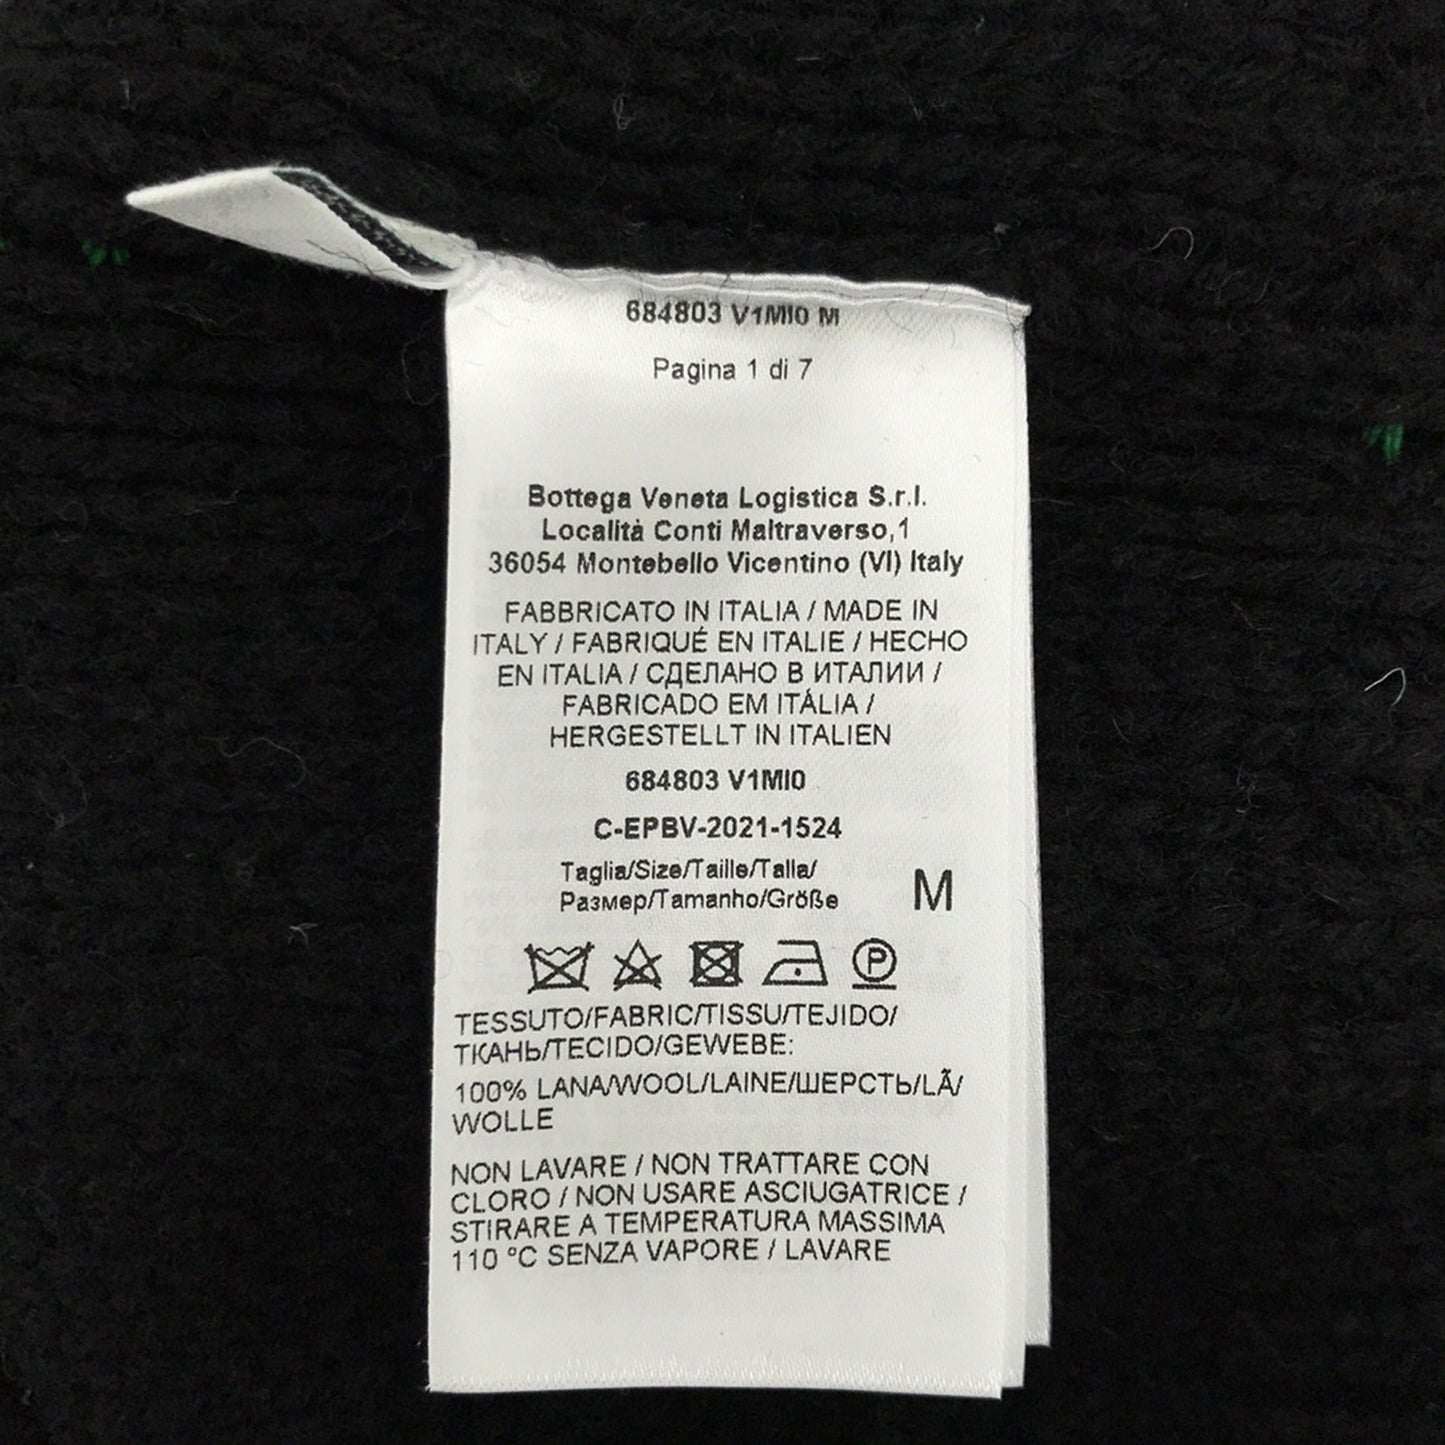 684803 V1MI0 M
Pagina 1 di 7
Bottega Veneta Logistica S.r.l.
Località Conti Maltraverso,1
36054 Montebello Vicentino (VI) Italy
FABBRICATO IN ITALIA / MADE IN
ITALY / FABRIQUÉ EN ITALIE / HECHO
EN ITALIA / СДЕЛАНО В ИТАЛИИ /
FABRICADO EM ITÁLIA /
HERGESTELLT IN ITALIEN
684803 V1MI0
C-EPBV-2021-1524
Taglia/Size/Taille/Talla/
Размер/Tamanho/Größe M
P
TESSUTO/FABRIC/TISSU/TEJIDO/
ТКАНЬ/TECIDO/GEWEBE:
100% LANA/WOOL/LAINE/ШЕРСТЬ/LÃ/
WOLLE
NON LAVARE / NON TRATTARE CON
CLORO / NON USARE ASCIUGATRICE /
STIRARE A TEMPERATURA MASSIMA
110 °C SENZA VAPORE / LAVARE